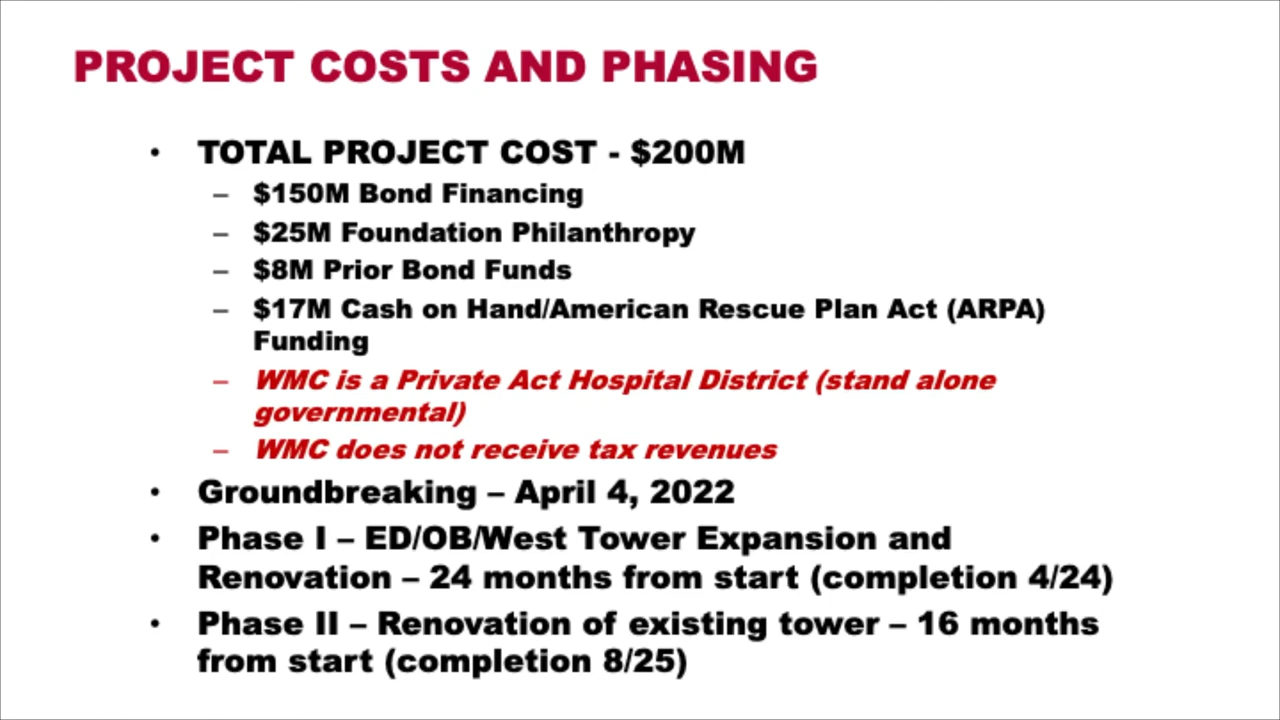 PROJECT COSTS AND PHASING
• TOTAL PROJECT COST - $200M
– $150M Bond Financing
– $25M Foundation Philanthropy
– $8M Prior Bond Funds
– $17M Cash on Hand/American Rescue Plan Act (ARPA)
Funding
– WMC is a Private Act Hospital District (stand alone
governmental)
– WMC does not receive tax revenues
• Groundbreaking – April 4, 2022
• Phase I – ED/OB/West Tower Expansion and
Renovation – 24 months from start (completion 4/24)
• Phase II – Renovation of existing tower – 16 months
from start (completion 8/25)